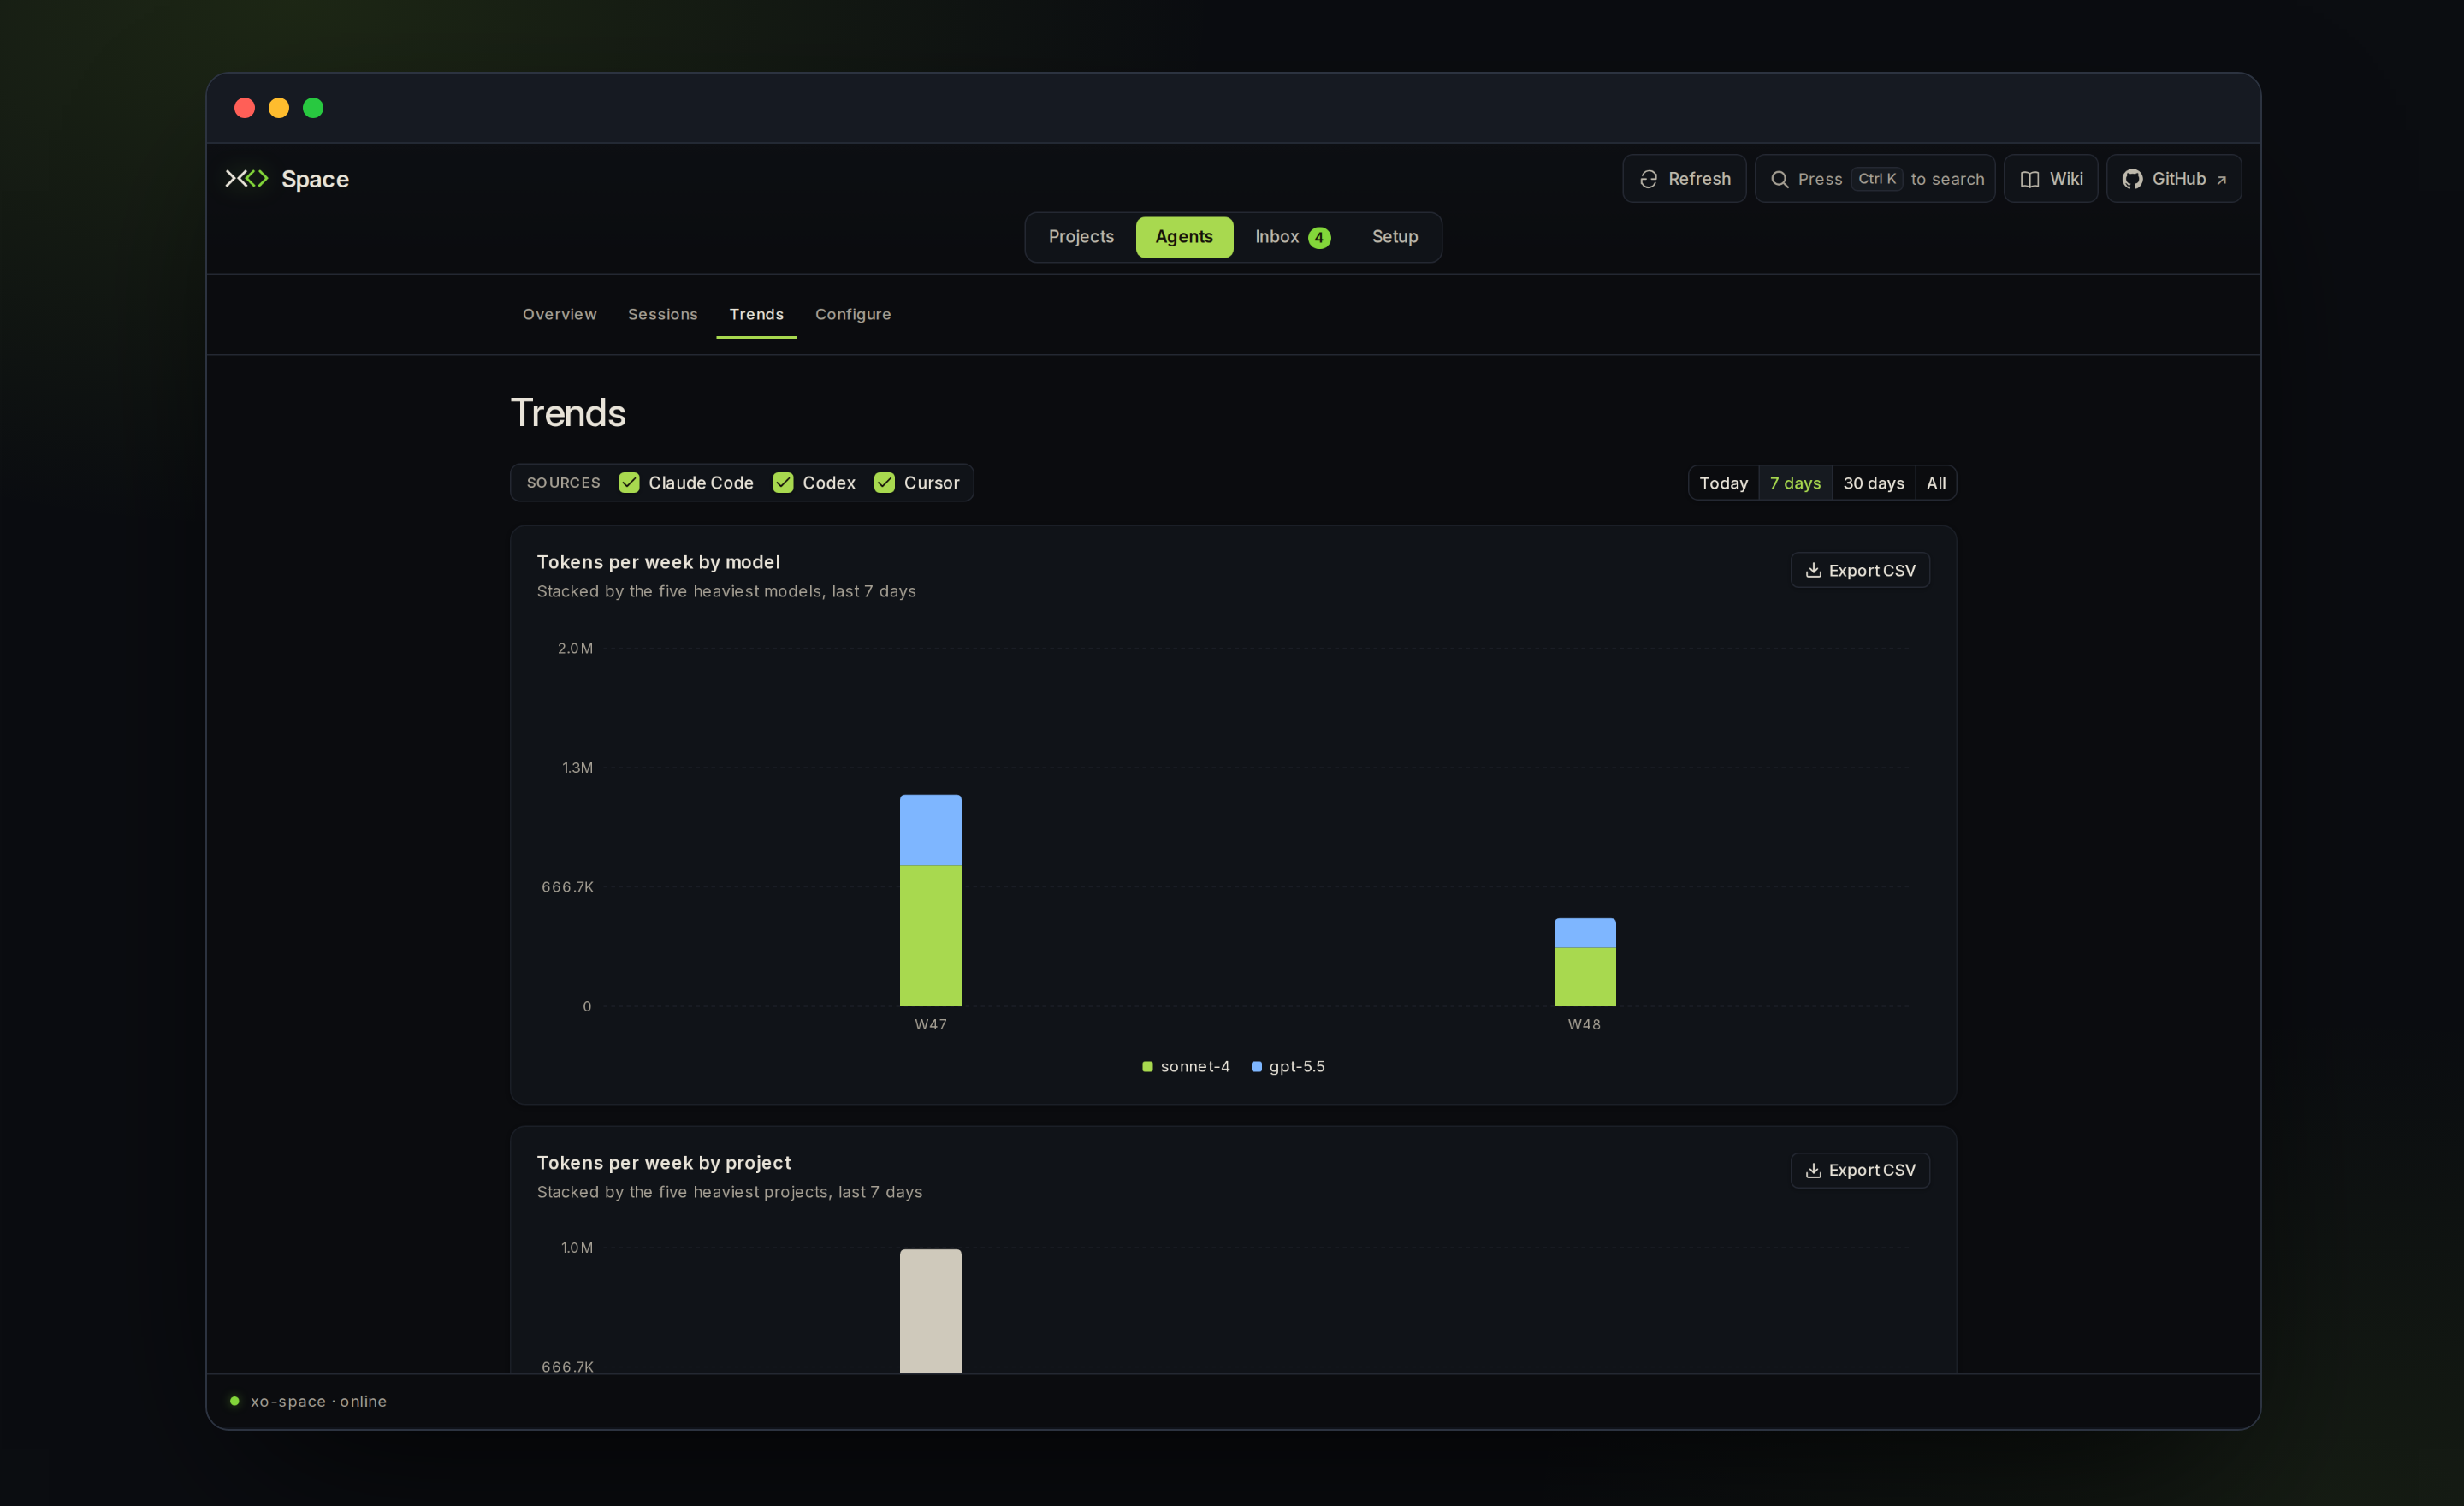 Space
Refresh
Press Ctrl K to search
Wiki
GitHub
Projects
Agents
Inbox 4
Setup
Overview
Sessions
Trends
Configure
Trends
SOURCES
Claude Code
Codex
Cursor
Today
7 days
30 days
All
Tokens per week by model
Stacked by the five heaviest models, last 7 days
Export CSV
2.0M
1.3M
666.7K
0
W47
W48
sonnet-4
gpt-5.5
Tokens per week by project
Stacked by the five heaviest projects, last 7 days
Export CSV
1.0M
666.7K
xo-space · online